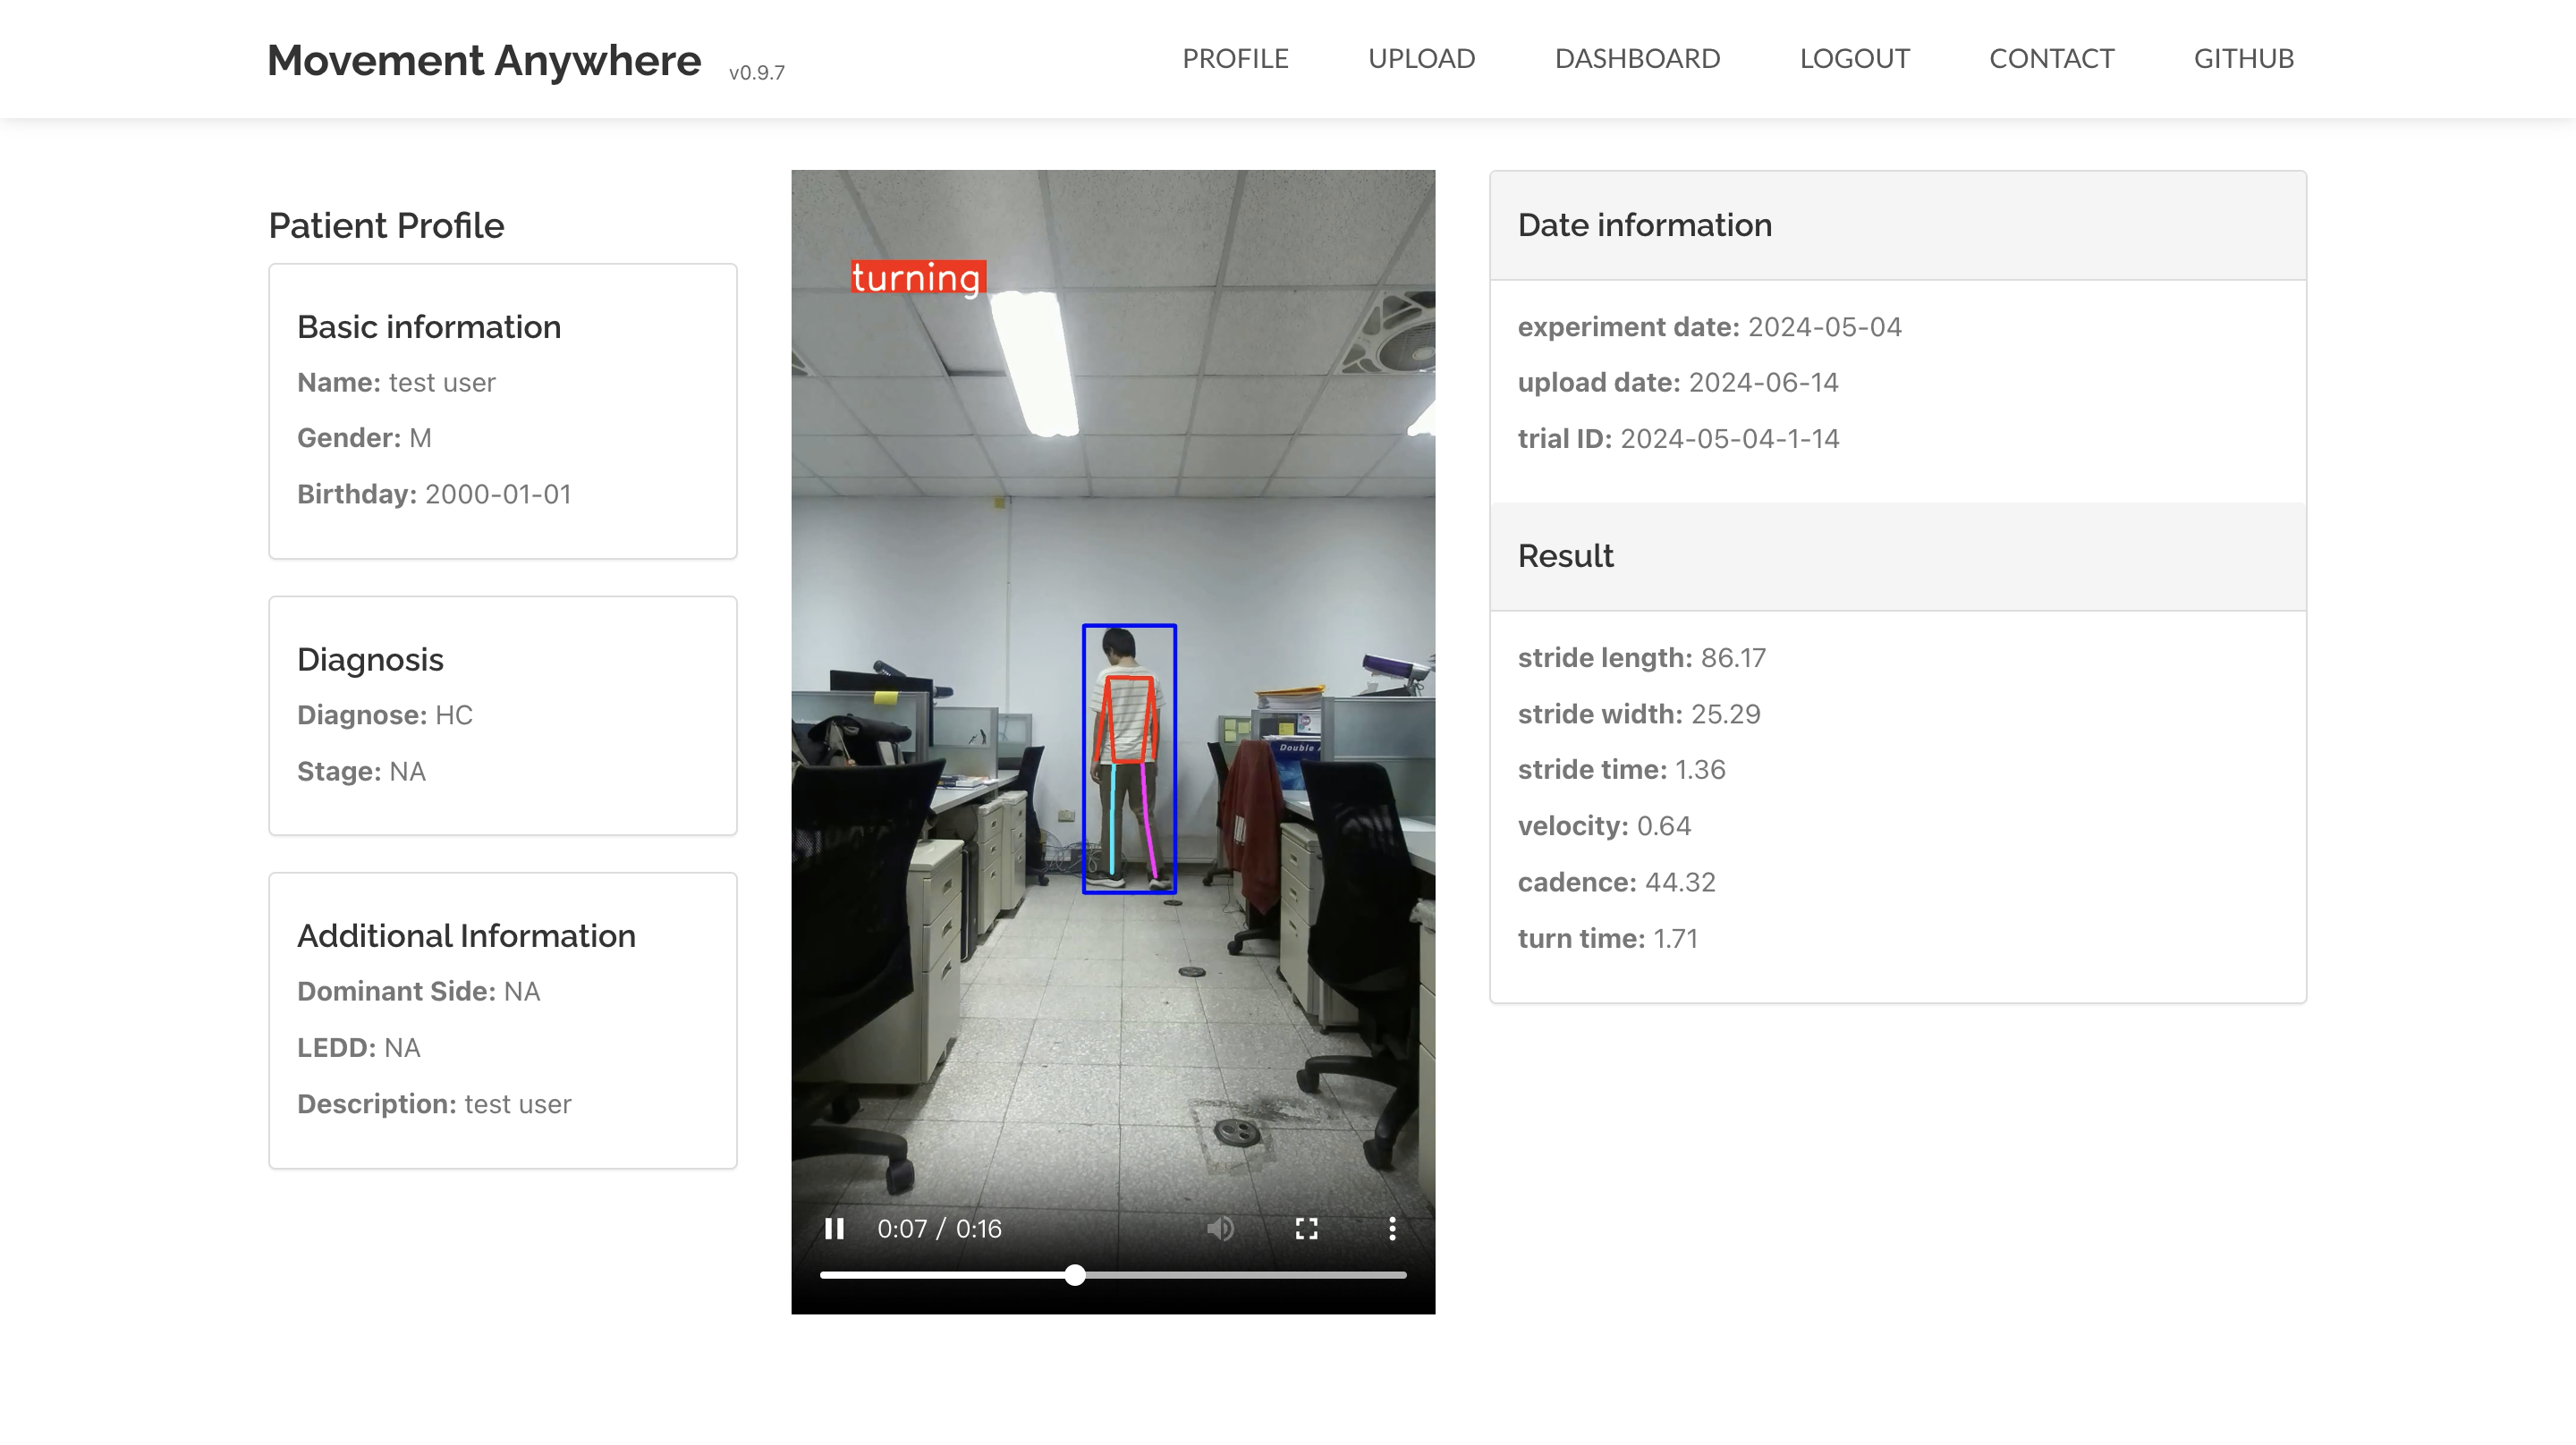 Movement Anywhere v0.9.7
PROFILE UPLOAD DASHBOARD LOGOUT CONTACT GITHUB
Patient Profile
Basic information
Name: test user
Gender: M
Birthday: 2000-01-01
Diagnosis
Diagnose: HC
Stage: NA
Additional Information
Dominant Side: NA
LEDD: NA
Description: test user
turning
Double A
0:07 / 0:16
Date information
experiment date: 2024-05-04
upload date: 2024-06-14
trial ID: 2024-05-04-1-14
Result
stride length: 86.17
stride width: 25.29
stride time: 1.36
velocity: 0.64
cadence: 44.32
turn time: 1.71